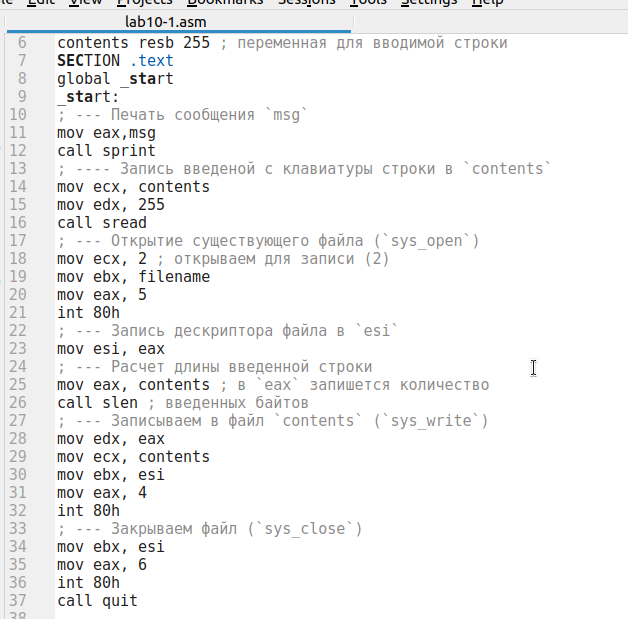 Edit View Projects Bookmarks Sessions Tools Settings Help
lab10-1.asm
6 contents resb 255 ; переменная для вводимой строки
7 SECTION .text
8 global _start
9 _start:
10 ; --- Печать сообщения `msg`
11 mov eax,msg
12 call sprint
13 ; ---- Запись введеной с клавиатуры строки в `contents`
14 mov ecx, contents
15 mov edx, 255
16 call sread
17 ; --- Открытие существующего файла (`sys_open`)
18 mov ecx, 2 ; открываем для записи (2)
19 mov ebx, filename
20 mov eax, 5
21 int 80h
22 ; --- Запись дескриптора файла в `esi`
23 mov esi, eax
24 ; --- Расчет длины введенной строки
25 mov eax, contents ; в `eax` запишется количество
26 call slen ; введенных байтов
27 ; --- Записываем в файл `contents` (`sys_write`)
28 mov edx, eax
29 mov ecx, contents
30 mov ebx, esi
31 mov eax, 4
32 int 80h
33 ; --- Закрываем файл (`sys_close`)
34 mov ebx, esi
35 mov eax, 6
36 int 80h
37 call quit
38